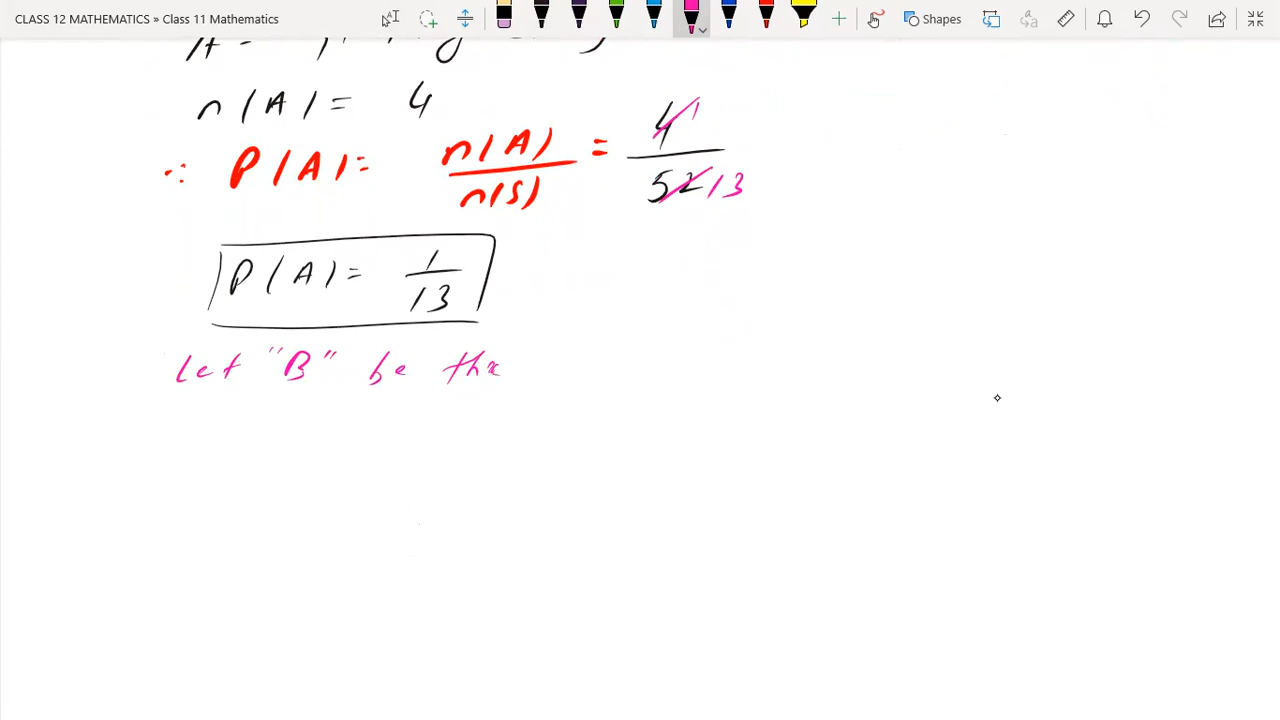 CLASS 12 MATHEMATICS » Class 11 Mathematics
Shapes
n(A) = 4
∴ P(A) = n(A)/n(S) = 4/52 1 13
P(A) = 1/13
Let "B" be the